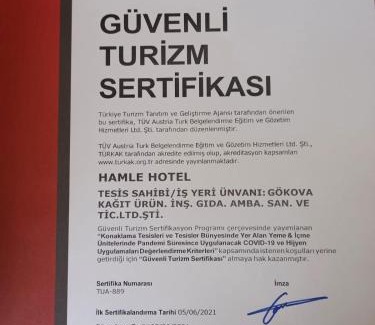 GÜVENLİ
TURİZM
SERTİFİKASI
Türkiye Turizm Tanıtım ve Geliştirme Ajansı tarafından önerilen
bu sertifika, TÜV Austria Turk Belgelendirme Eğitim ve Gözetim
Hizmetleri Ltd. Şti. tarafından düzenlenmiştir.
TÜV Austria Turk Belgelendirme Eğitim ve Gözetim Hizmetleri Ltd. Şti.,
TÜRKAK tarafından akredite edilmiş olup, akreditasyon kapsamları
www.turkak.org.tr adresinde yayınlanmaktadır.
HAMLE HOTEL
TESİS SAHİBİ/İŞ YERİ ÜNVANI: GÖKOVA
KAĞIT ÜRÜN. İNŞ. GIDA. AMBA. SAN. VE
TİC.LTD.ŞTİ.
Güvenli Turizm Sertifikasyon Programı çerçevesinde yayımlanan
"Konaklama Tesisleri ve Tesisler Bünyesinde Yer Alan Yeme & İçme
Ünitelerinde Pandemi Süresince Uygulanacak COVID-19 ve Hijyen
Uygulamaları Değerlendirme Kriterleri" kapsamında istenen koşulları yerine
getirdiği için "Güvenli Turizm Sertifikası" almaya hak kazanmıştır.
Sertifika Numarası İmza
TUA-889
İlk Sertifikalandırma Tarihi 05/06/2021